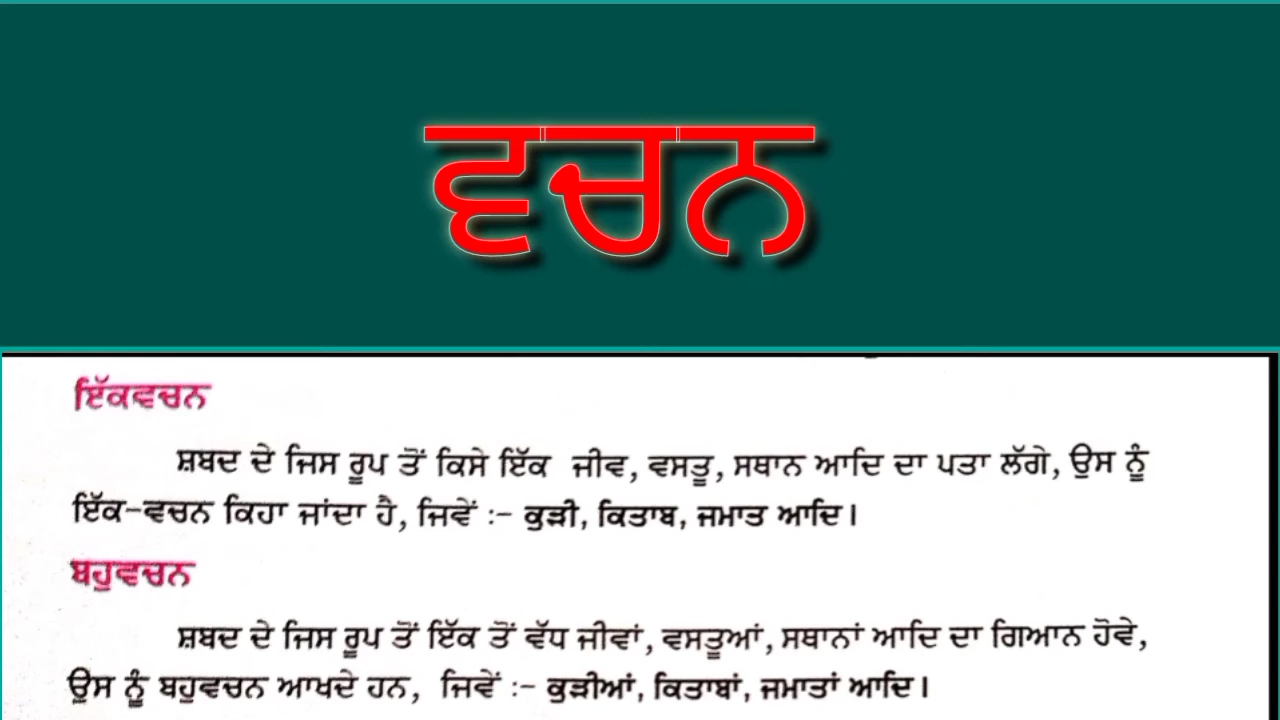 ਵਚਨ
ਇੱਕਵਚਨ
ਸ਼ਬਦ ਦੇ ਜਿਸ ਰੂਪ ਤੋਂ ਕਿਸੇ ਇੱਕ ਜੀਵ, ਵਸਤੂ, ਸਥਾਨ ਆਦਿ ਦਾ ਪਤਾ ਲੱਗੇ, ਉਸ ਨੂੰ
ਇੱਕ-ਵਚਨ ਕਿਹਾ ਜਾਂਦਾ ਹੈ, ਜਿਵੇਂ :- ਕੁੜੀ, ਕਿਤਾਬ, ਜਮਾਤ ਆਦਿ।
ਬਹੁਵਚਨ
ਸ਼ਬਦ ਦੇ ਜਿਸ ਰੂਪ ਤੋਂ ਇੱਕ ਤੋਂ ਵੱਧ ਜੀਵਾਂ, ਵਸਤੂਆਂ, ਸਥਾਨਾਂ ਆਦਿ ਦਾ ਗਿਆਨ ਹੋਵੇ,
ਉਸ ਨੂੰ ਬਹੁਵਚਨ ਆਖਦੇ ਹਨ, ਜਿਵੇਂ :- ਕੁੜੀਆਂ, ਕਿਤਾਬਾਂ, ਜਮਾਤਾਂ ਆਦਿ।